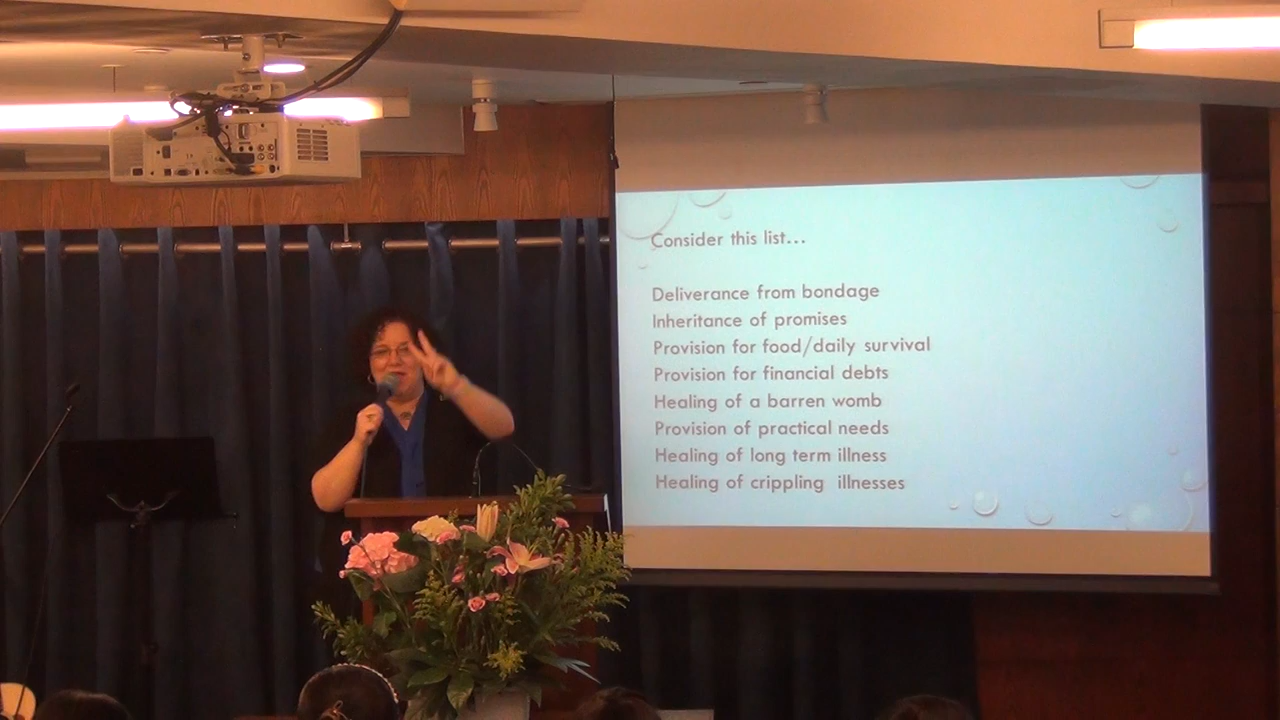 Consider this list...
Deliverance from bondage
Inheritance of promises
Provision for food/daily survival
Provision for financial debts
Healing of a barren womb
Provision of practical needs
Healing of long term illness
Healing of crippling illnesses